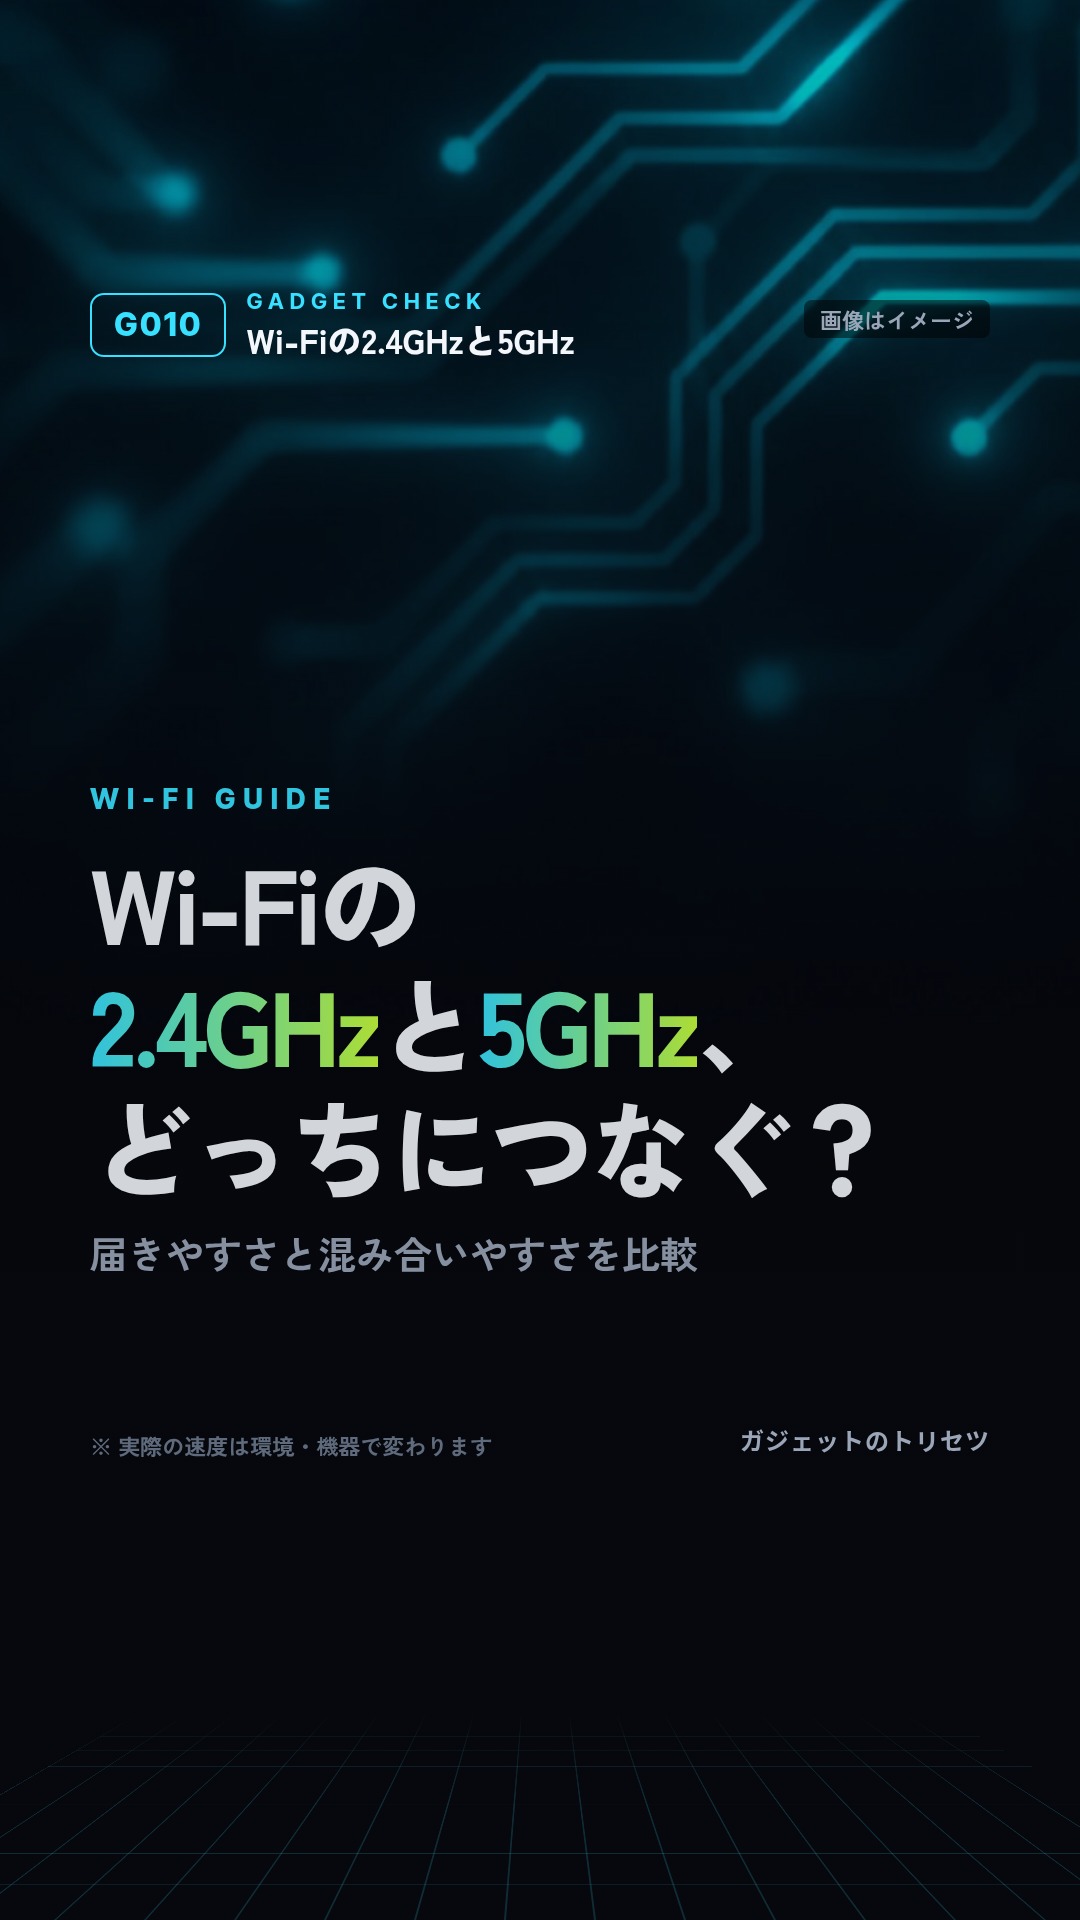 G010
GADGET CHECK
Wi-Fiの2.4GHzと5GHz
画像はイメージ
WI-FI GUIDE
Wi-Fiの
2.4GHzと5GHz、
どっちにつなぐ？
届きやすさと混み合いやすさを比較
※ 実際の速度は環境・機器で変わります
ガジェットのトリセツ